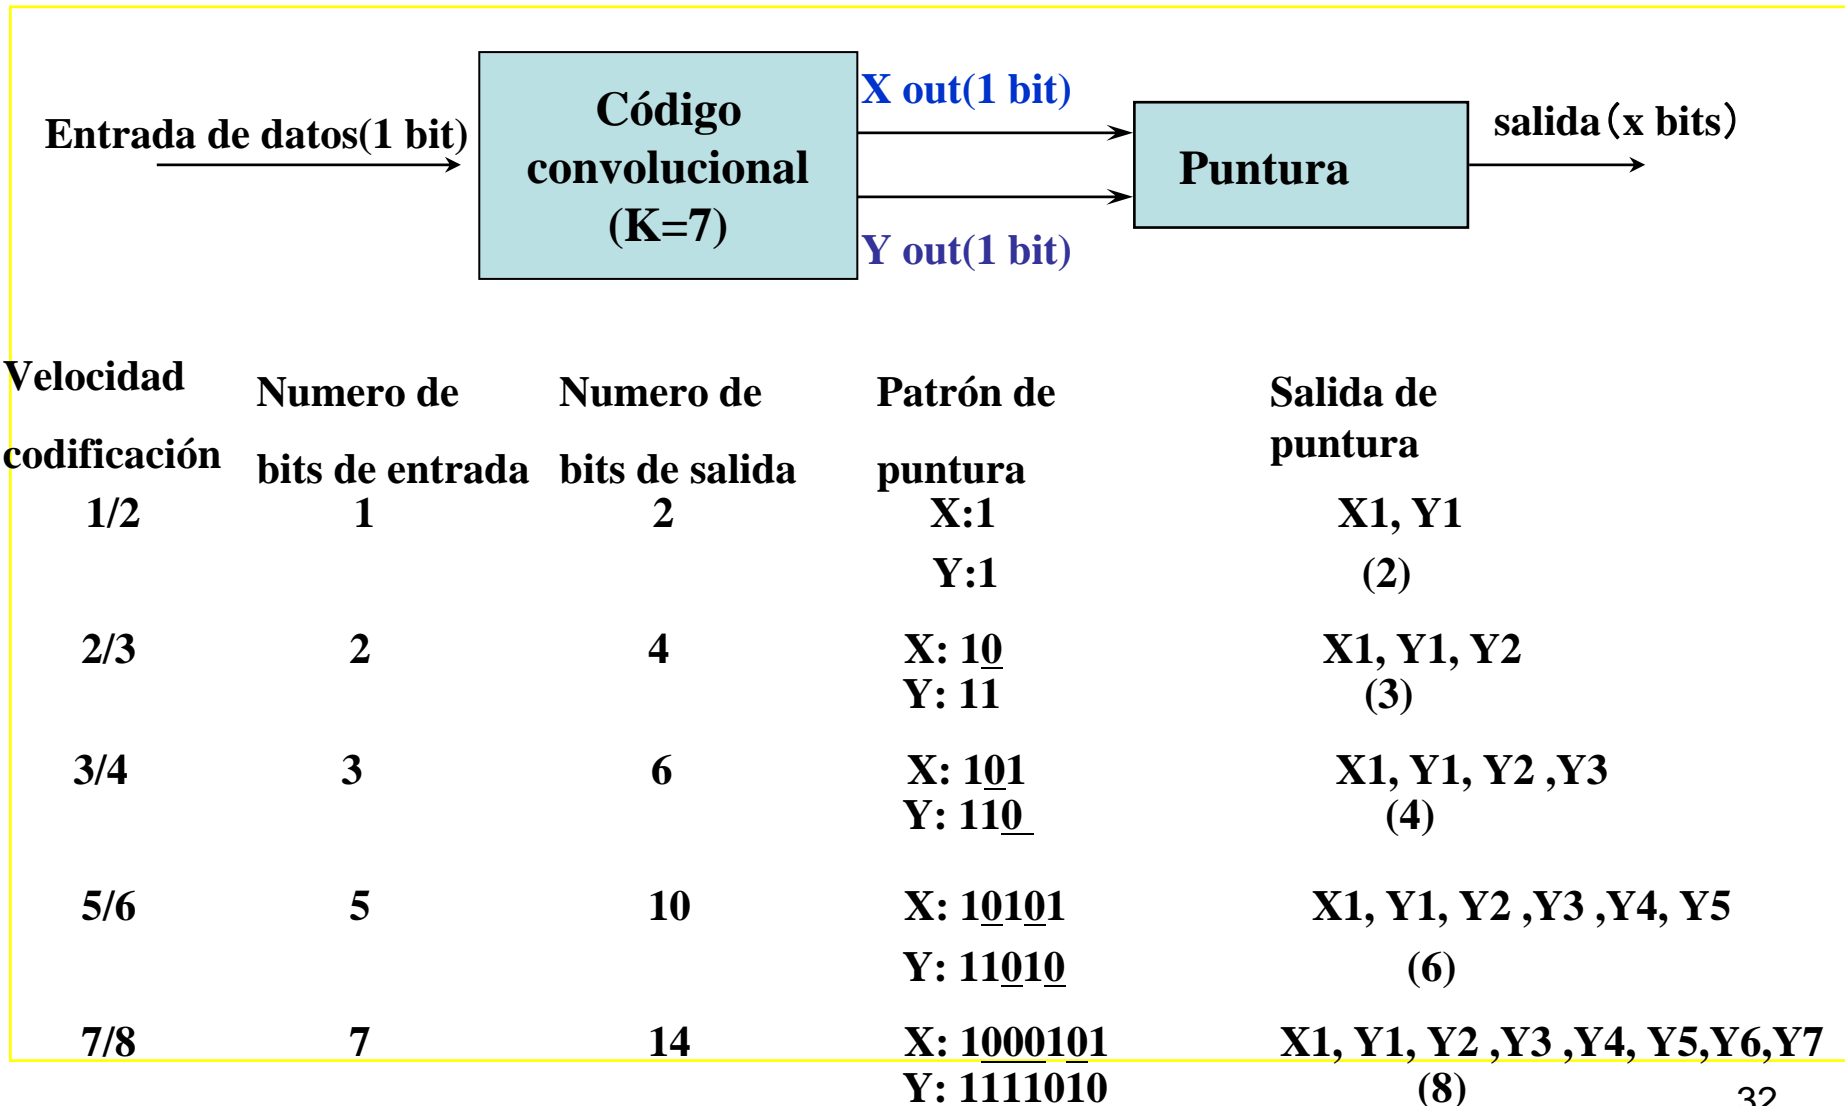 Entrada de datos(1 bit)
Código
convolucional
(K=7)
X out(1 bit)
Y out(1 bit)
Puntura
salida(x bits)
Velocidad
codificación
Numero de
bits de entrada
Numero de
bits de salida
Patrón de
puntura
Salida de
puntura
1/2 1 2 X:1 X1, Y1
Y:1 (2)
2/3 2 4 X: 10 X1, Y1, Y2
Y: 11 (3)
3/4 3 6 X: 101 X1, Y1, Y2 ,Y3
Y: 110 (4)
5/6 5 10 X: 10101 X1, Y1, Y2 ,Y3 ,Y4, Y5
Y: 11010 (6)
7/8 7 14 X: 1000101 X1, Y1, Y2 ,Y3 ,Y4, Y5,Y6,Y7
Y: 1111010 (8)
32